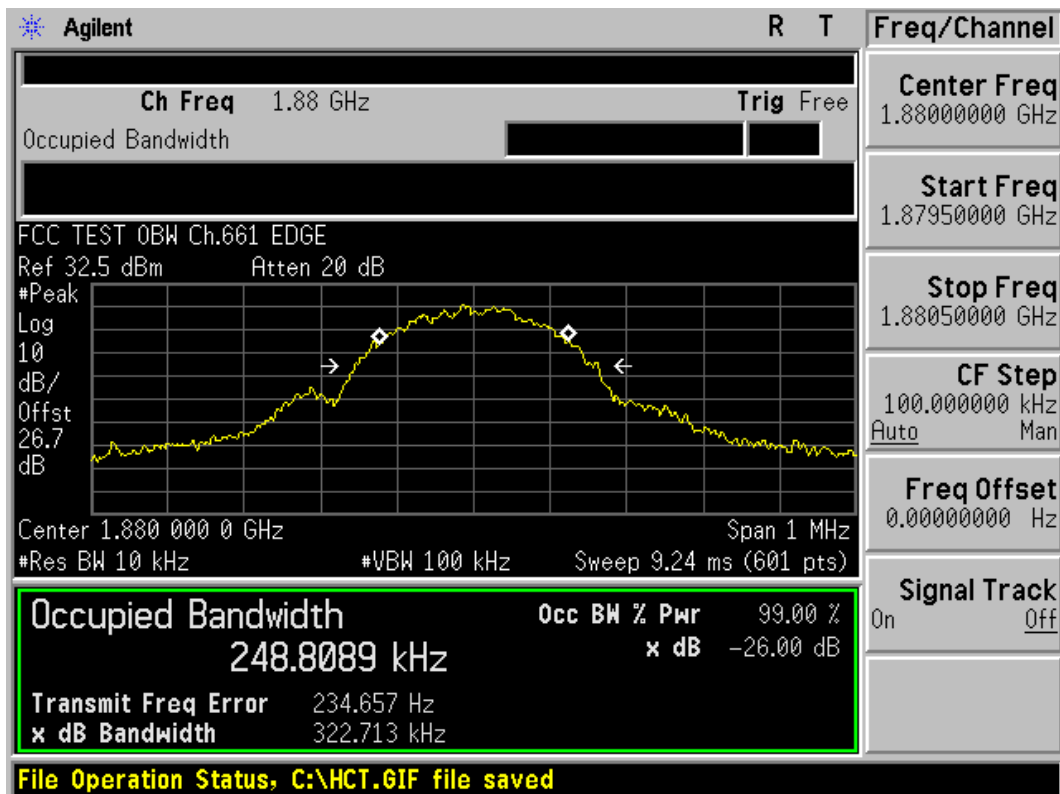 Agilent
R T
Ch Freq 1.88 GHz
Trig Free
Occupied Bandwidth
FCC TEST OBW Ch.661 EDGE
Ref 32.5 dBm Atten 20 dB
#Peak
Log
10
dB/
Offst
26.7
dB
Center 1.880 000 0 GHz
Span 1 MHz
#Res BW 10 kHz
#VBW 100 kHz
Sweep 9.24 ms (601 pts)
Occupied Bandwidth
248.8089 kHz
Occ BW % Pwr 99.00 %
x dB -26.00 dB
Transmit Freq Error 234.657 Hz
x dB Bandwidth 322.713 kHz
File Operation Status, C:\HCT.GIF file saved
Freq/Channel
Center Freq
1.88000000 GHz
Start Freq
1.87950000 GHz
Stop Freq
1.88050000 GHz
CF Step
100.000000 kHz
Auto Man
Freq Offset
0.00000000 Hz
Signal Track
On Off